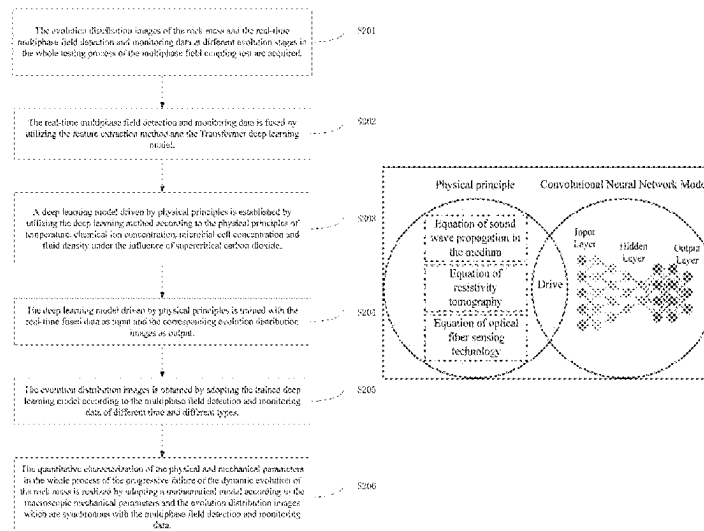 The evolution distribution images of the rock mass and the real-time
multiphase field detection and monitoring data at different evolution stages in
the whole testing process of the multiphase field coupling test are acquired.
S201
The real-time multiphase field detection and monitoring data is fused by
utilizing the feature extraction method and the Transformer deep learning
model.
S202
A deep learning model driven by physical principles is established by
utilizing the deep learning method according to the physical principles of
temperature, chemical ion concentration, microbial cell concentration and
fluid density under the influence of supercritical carbon dioxide.
S203
The deep learning model driven by physical principles is trained with the
real-time fused data as input and the corresponding evolution distribution
images as output.
S204
The evolution distribution images is obtained by adopting the trained deep
learning model according to the multiphase field detection and monitoring
data of different time and different types.
S205
The quantitative characterization of the physical and mechanical parameters
in the whole process of the progressive failure of the dynamic evolution of
the rock mass is realized by adopting a mathematical model according to the
macroscopic mechanical parameters and the evolution distribution images
which are synchronous with the multiphase field detection and monitoring
data.
S206
Physical principle
Convolutional Neural Network Mode
Equation of sound
wave propagation in
the medium
Equation of
resistivity
tomography
Equation of optical
fiber sensing
technology
Drive
Input
Layer
Hidden
Layer
Output
Layer